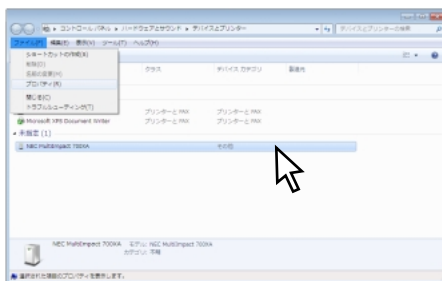 コントロール パネル ▸ ハードウェアとサウンド ▸ デバイスとプリンター
デバイスとプリンターの検索
ファイル(F) 編集(E) 表示(V) ツール(T) ヘルプ(H)
ショートカットの作成(S)
削除(D)
名前の変更(M)
プロパティ(R)
閉じる(C)
トラブルシューティング(T)
クラス デバイス カテゴリ
プリンターと FAX プリンターと FAX
Microsoft XPS Document Writer プリンターと FAX プリンターと FAX
未指定 (1)
NEC MultiImpact 700XA その他
NEC MultiImpact 700XA モデル: NEC MultiImpact 700XA
カテゴリ: 不明
選択された項目のプロパティを表示します。